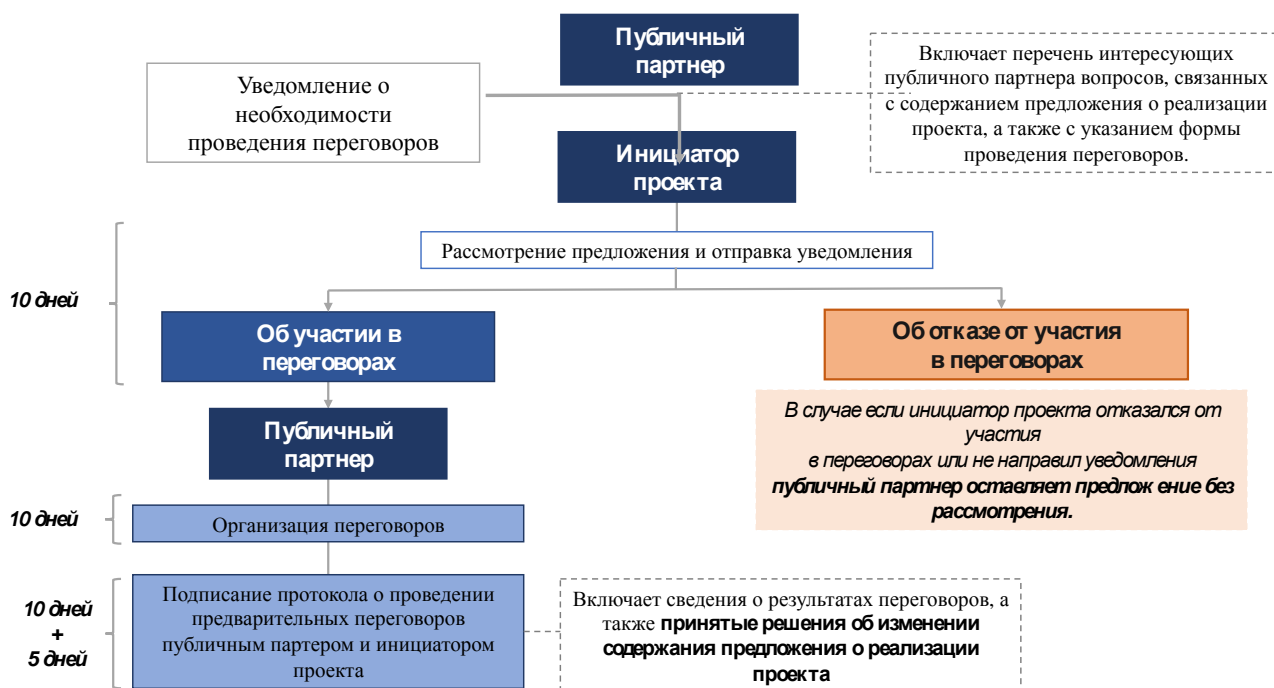 Публичный
партнер
Включает перечень интересующих
публичного партнера вопросов, связанных
с содержанием предложения о реализации
проекта, а также с указанием формы
проведения переговоров.
Уведомление о
необходимости
проведения переговоров
Инициатор
проекта
Рассмотрение предложения и отправка уведомления
10 дней
Об участии в
переговорах
Об отказе от участия
в переговорах
В случае если инициатор проекта отказался от
участия
в переговорах или не направил уведомления
публичный партнер оставляет предлож ение без
рассмотрения.
Публичный
партнер
10 дней
Организация переговоров
10 дней
+
5 дней
Подписание протокола о проведении
предварительных переговоров
публичным партером и инициатором
проекта
Включает сведения о результатах переговоров, а
также принятые решения об изменении
содержания предложения о реализации
проекта